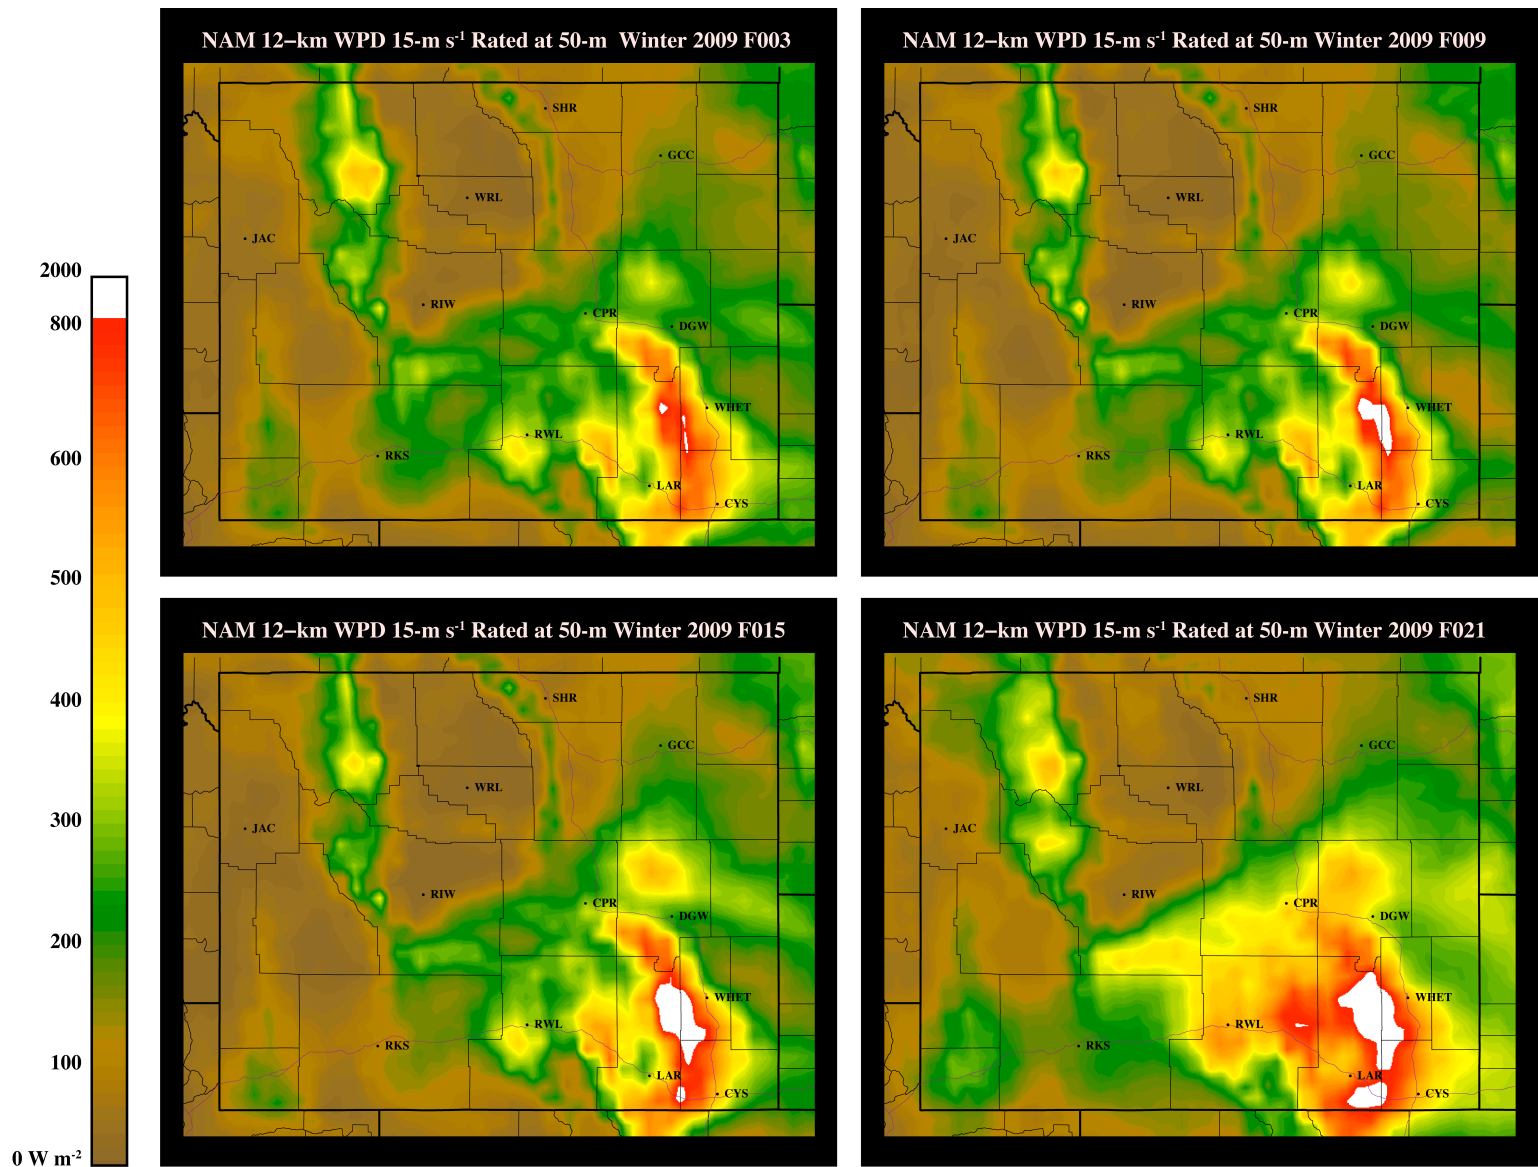 NAM 12–km WPD 15-m s-1 Rated at 50-m Winter 2009 F003
SHR
GCC
WRL
JAC
RIW
CPR
DGW
WHET
RWL
RKS
LAR
CYS
NAM 12–km WPD 15-m s-1 Rated at 50-m Winter 2009 F009
SHR
GCC
WRL
JAC
RIW
CPR
DGW
WHET
RWL
RKS
LAR
CYS
2000
800
600
500
400
300
200
100
0 W m-2
NAM 12–km WPD 15-m s-1 Rated at 50-m Winter 2009 F015
SHR
GCC
WRL
JAC
RIW
CPR
DGW
WHET
RWL
RKS
LAR
CYS
NAM 12–km WPD 15-m s-1 Rated at 50-m Winter 2009 F021
SHR
GCC
WRL
JAC
RIW
CPR
DGW
WHET
RWL
RKS
LAR
CYS